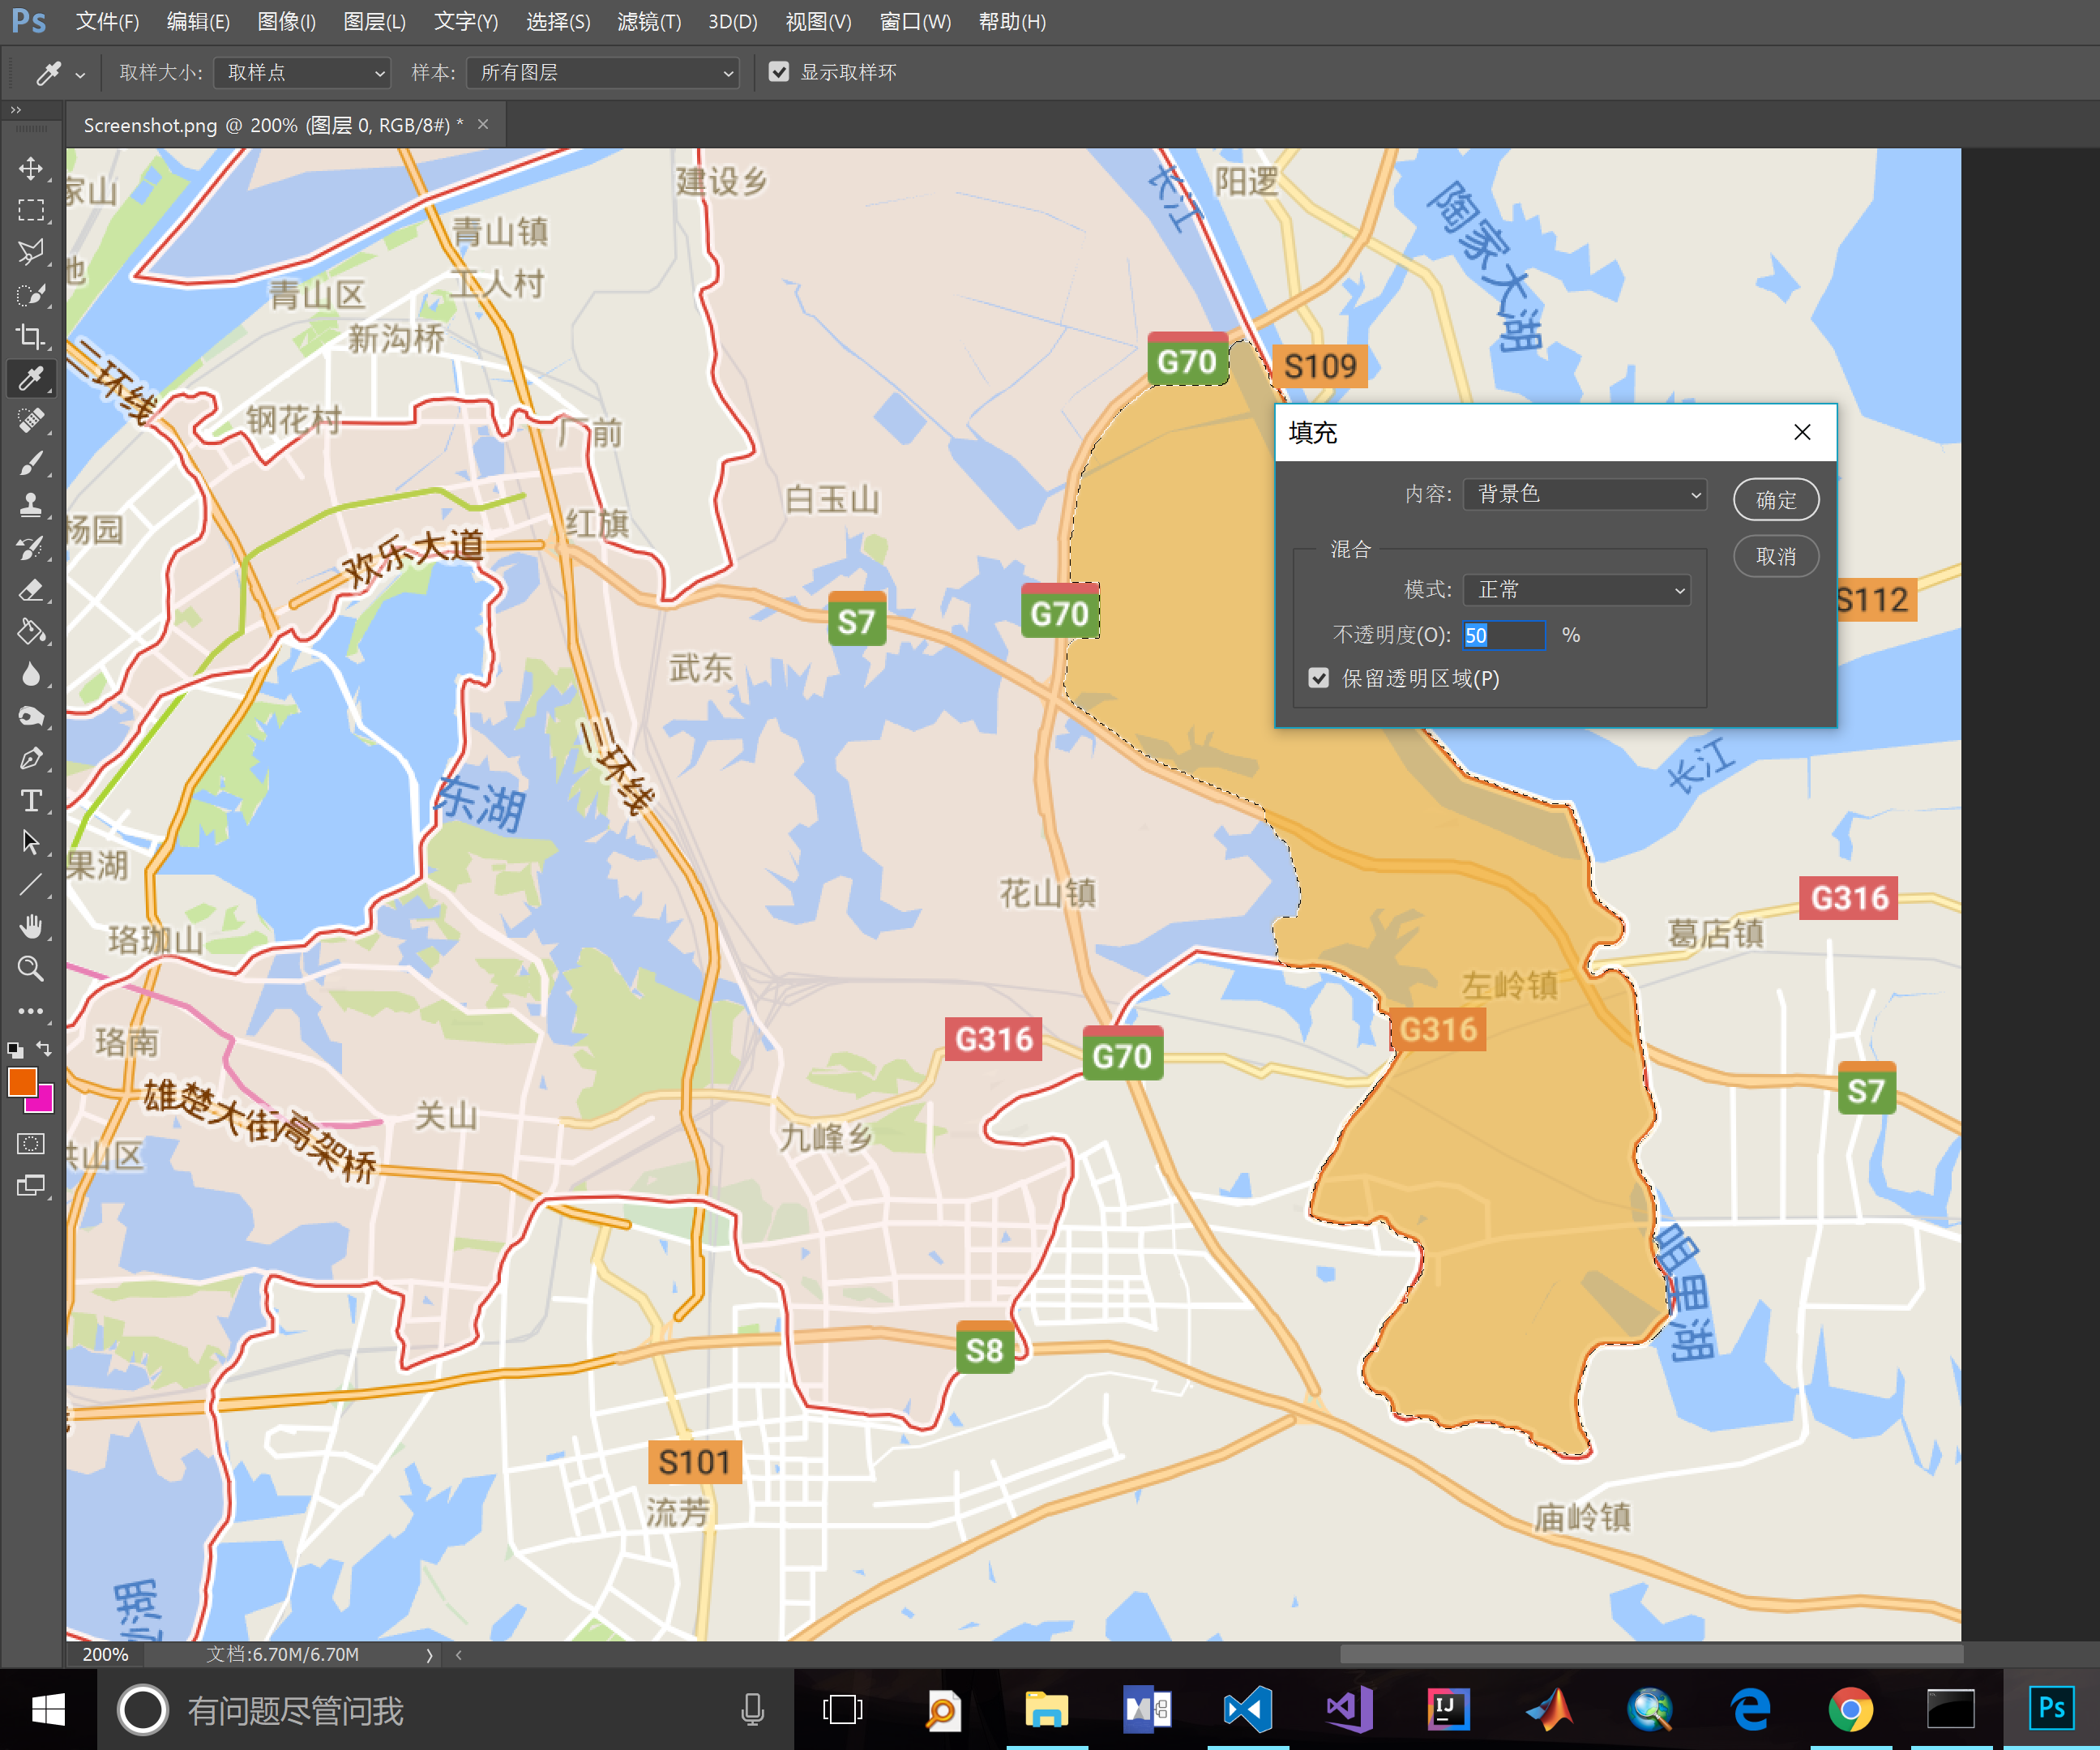 Ps 文件(F) 编辑(E) 图像(I) 图层(L) 文字(Y) 选择(S) 滤镜(T) 3D(D) 视图(V) 窗口(W) 帮助(H)
取样大小: 取样点 样本: 所有图层 显示取样环
Screenshot.png @ 200% (图层 0, RGB/8#) * ×
家山
建设乡
长江
阳逻
陶家大湖
青山镇
工人村
青山区
新沟桥
二环线
G70
S109
钢花村
厂前
填充
白玉山
内容: 背景色 确定
杨园
红旗
欢乐大道
混合
取消
模式: 正常
S112
S7
G70
不透明度(O): 50 %
武东
保留透明区域(P)
三环线
东湖
长江
果湖
花山镇
G316
葛店镇
珞珈山
左岭镇
珞南
G316
G70
G316
雄楚大街高架桥
关山
S7
九峰乡
洪山区
咀里湖
S8
S101
流芳
庙岭镇
200% 文档:6.70M/6.70M
有问题尽管问我
IJ
Ps